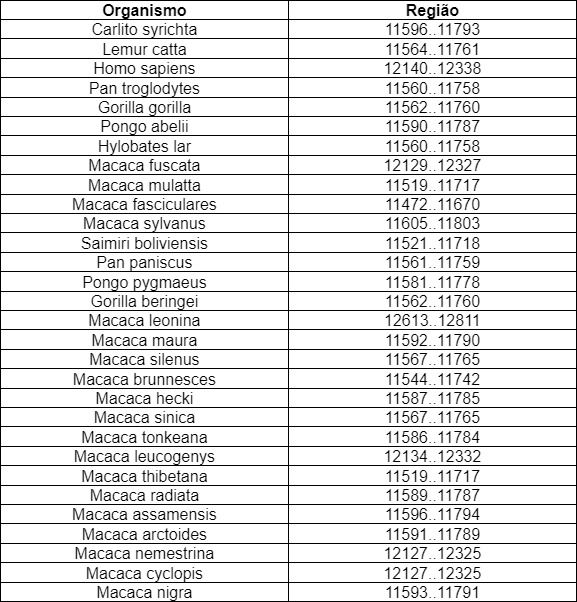 Organismo Região
Carlito syrichta 11596..11793
Lemur catta 11564..11761
Homo sapiens 12140..12338
Pan troglodytes 11560..11758
Gorilla gorilla 11562..11760
Pongo abelii 11590..11787
Hylobates lar 11560..11758
Macaca fuscata 12129..12327
Macaca mulatta 11519..11717
Macaca fasciculares 11472..11670
Macaca sylvanus 11605..11803
Saimiri boliviensis 11521..11718
Pan paniscus 11561..11759
Pongo pygmaeus 11581..11778
Gorilla beringei 11562..11760
Macaca leonina 12613..12811
Macaca maura 11592..11790
Macaca silenus 11567..11765
Macaca brunnesces 11544..11742
Macaca hecki 11587..11785
Macaca sinica 11567..11765
Macaca tonkeana 11586..11784
Macaca leucogenys 12134..12332
Macaca thibetana 11519..11717
Macaca radiata 11589..11787
Macaca assamensis 11596..11794
Macaca arctoides 11591..11789
Macaca nemestrina 12127..12325
Macaca cyclopis 12127..12325
Macaca nigra 11593..11791